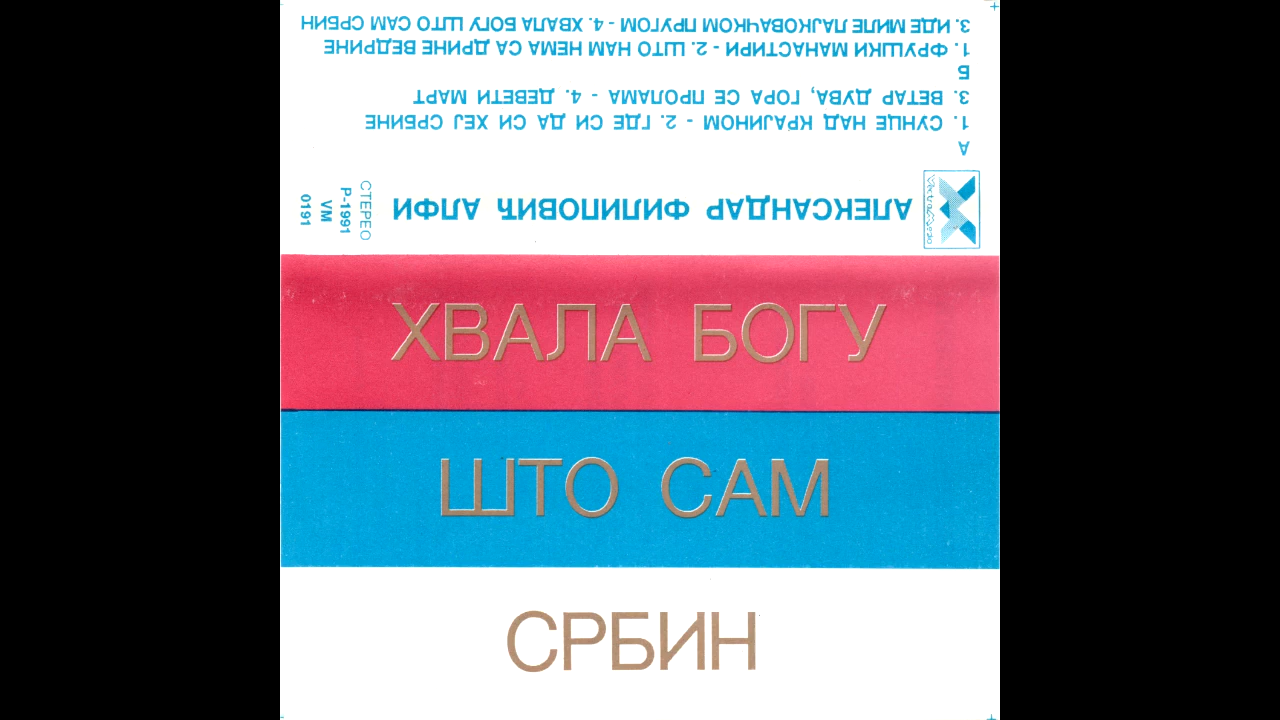 ХВАЛА БОГУ
ШТО САМ
СРБИН
АЛЕКСАНДАР ФИЛИПОВИЋ АЛФИ
СТЕРЕО
P-1991
VM
0191
А
1. СУНЦЕ НАД КРАЈИНОМ - 2. ГДЕ СИ ДА СИ ХЕЈ СРБИНЕ
3. ВЕТАР ДУВА, ГОРА СЕ ПРОЛАМА - 4. ДЕВЕТИ МАРТ
Б
1. ФРУШКИ МАНАСТИРИ - 2. ШТО НАМ НЕМА СА ДРИНЕ ВЕДРИНЕ
3. ИДЕ МИЛЕ ЛАЈКОВАЧКОМ ПРУГОМ - 4. ХВАЛА БОГУ ШТО САМ СРБИН